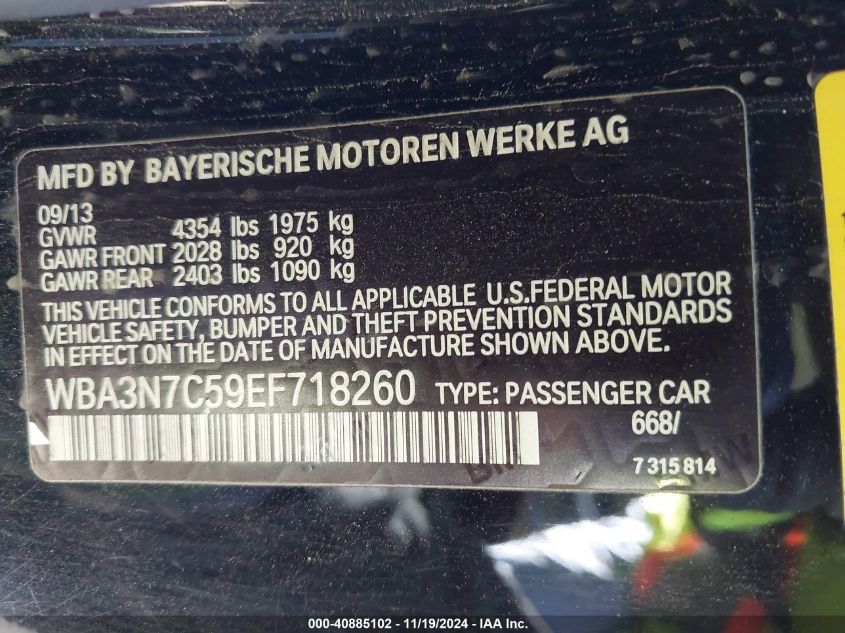 MFD BY BAYERISCHE MOTOREN WERKE AG
09/13
GVWR 4354 lbs 1975 kg
GAWR FRONT 2028 lbs 920 kg
GAWR REAR 2403 lbs 1090 kg
THIS VEHICLE CONFORMS TO ALL APPLICABLE U.S.FEDERAL MOTOR
VEHICLE SAFETY, BUMPER AND THEFT PREVENTION STANDARDS
IN EFFECT ON THE DATE OF MANUFACTURE SHOWN ABOVE.
WBA3N7C59EF718260 TYPE: PASSENGER CAR
668/
7 315 814
000-40885102 - 11/19/2024 - IAA Inc.